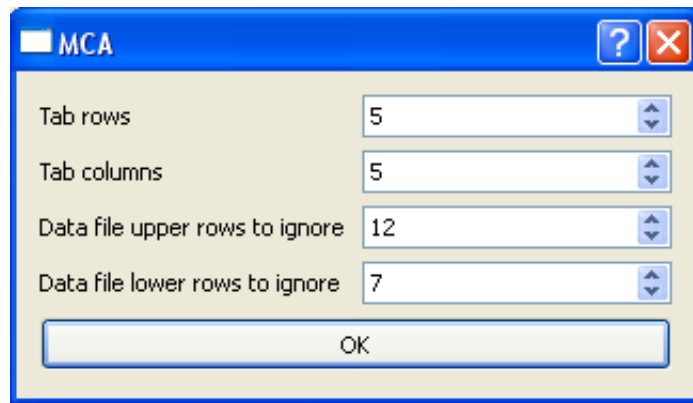 MCA
Tab rows 5
Tab columns 5
Data file upper rows to ignore 12
Data file lower rows to ignore 7
OK